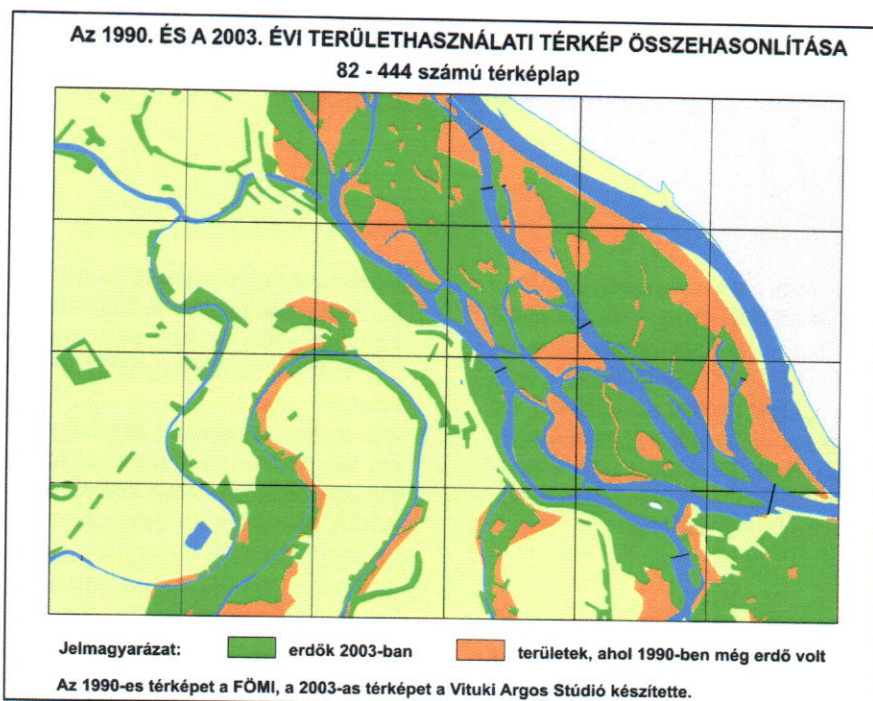 Az 1990. ÉS A 2003. ÉVI TERÜLETHASZNÁLATI TÉRKÉP ÖSSZEHASONLÍTÁSA
82 - 444 számú térképlap
Jelmagyarázat: erdők 2003-ban területek, ahol 1990-ben még erdő volt
Az 1990-es térképet a FÖMI, a 2003-as térképet a Vituki Argos Stúdió készítette.